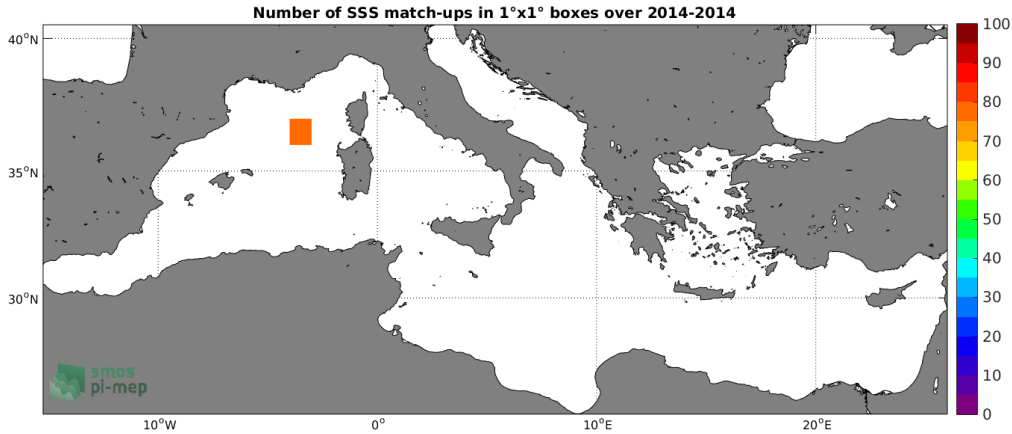 Number of SSS match-ups in 1°x1° boxes over 2014-2014
40°N
35°N
30°N
10°W
0°
10°E
20°E
100
90
80
70
60
50
40
30
20
10
0
smos
pi-mep